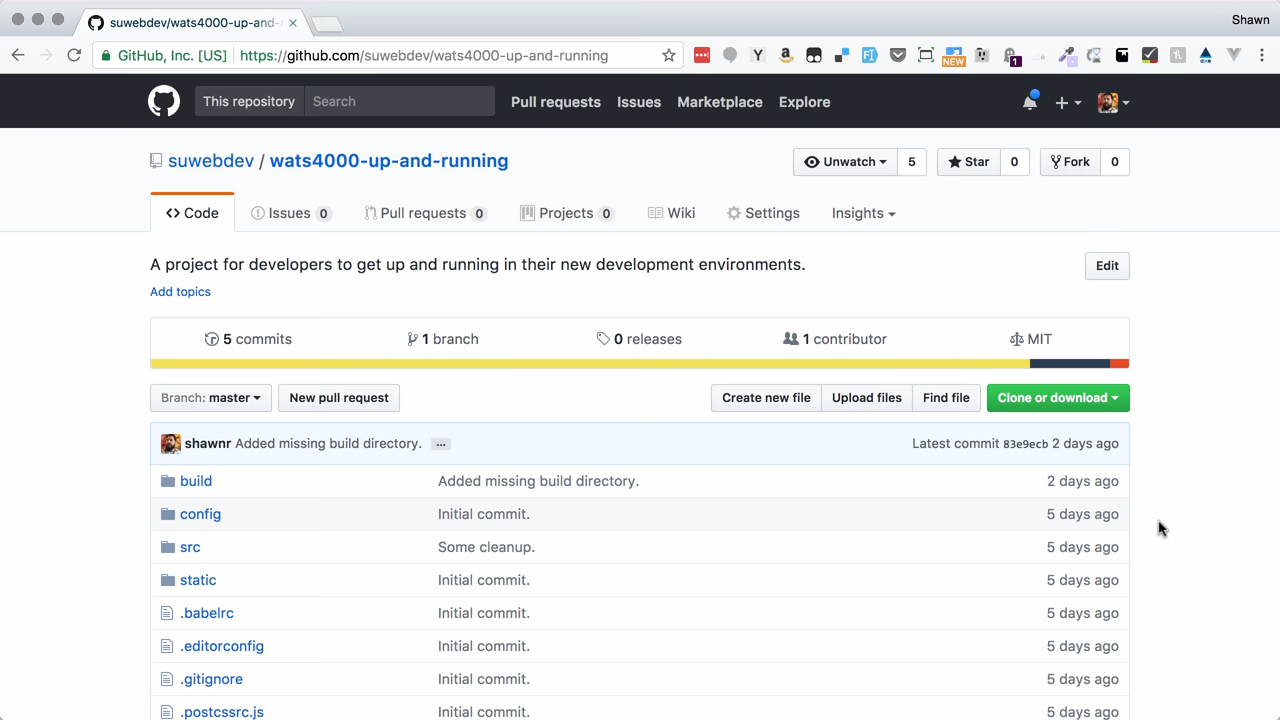 suwebdev/wats4000-up-and-
Shawn
GitHub, Inc. [US] https://github.com/suwebdev/wats4000-up-and-running
Y a FI NEW 1
This repository Search Pull requests Issues Marketplace Explore
suwebdev / wats4000-up-and-running
Unwatch 5 Star 0 Fork 0
Code Issues 0 Pull requests 0 Projects 0 Wiki Settings Insights
A project for developers to get up and running in their new development environments.
Edit
Add topics
5 commits 1 branch 0 releases 1 contributor MIT
Branch: master New pull request Create new file Upload files Find file Clone or download
shawnr Added missing build directory. … Latest commit 83e9ecb 2 days ago
build Added missing build directory. 2 days ago
config Initial commit. 5 days ago
src Some cleanup. 5 days ago
static Initial commit. 5 days ago
.babelrc Initial commit. 5 days ago
.editorconfig Initial commit. 5 days ago
.gitignore Initial commit. 5 days ago
.postcssrc.js Initial commit. 5 days ago